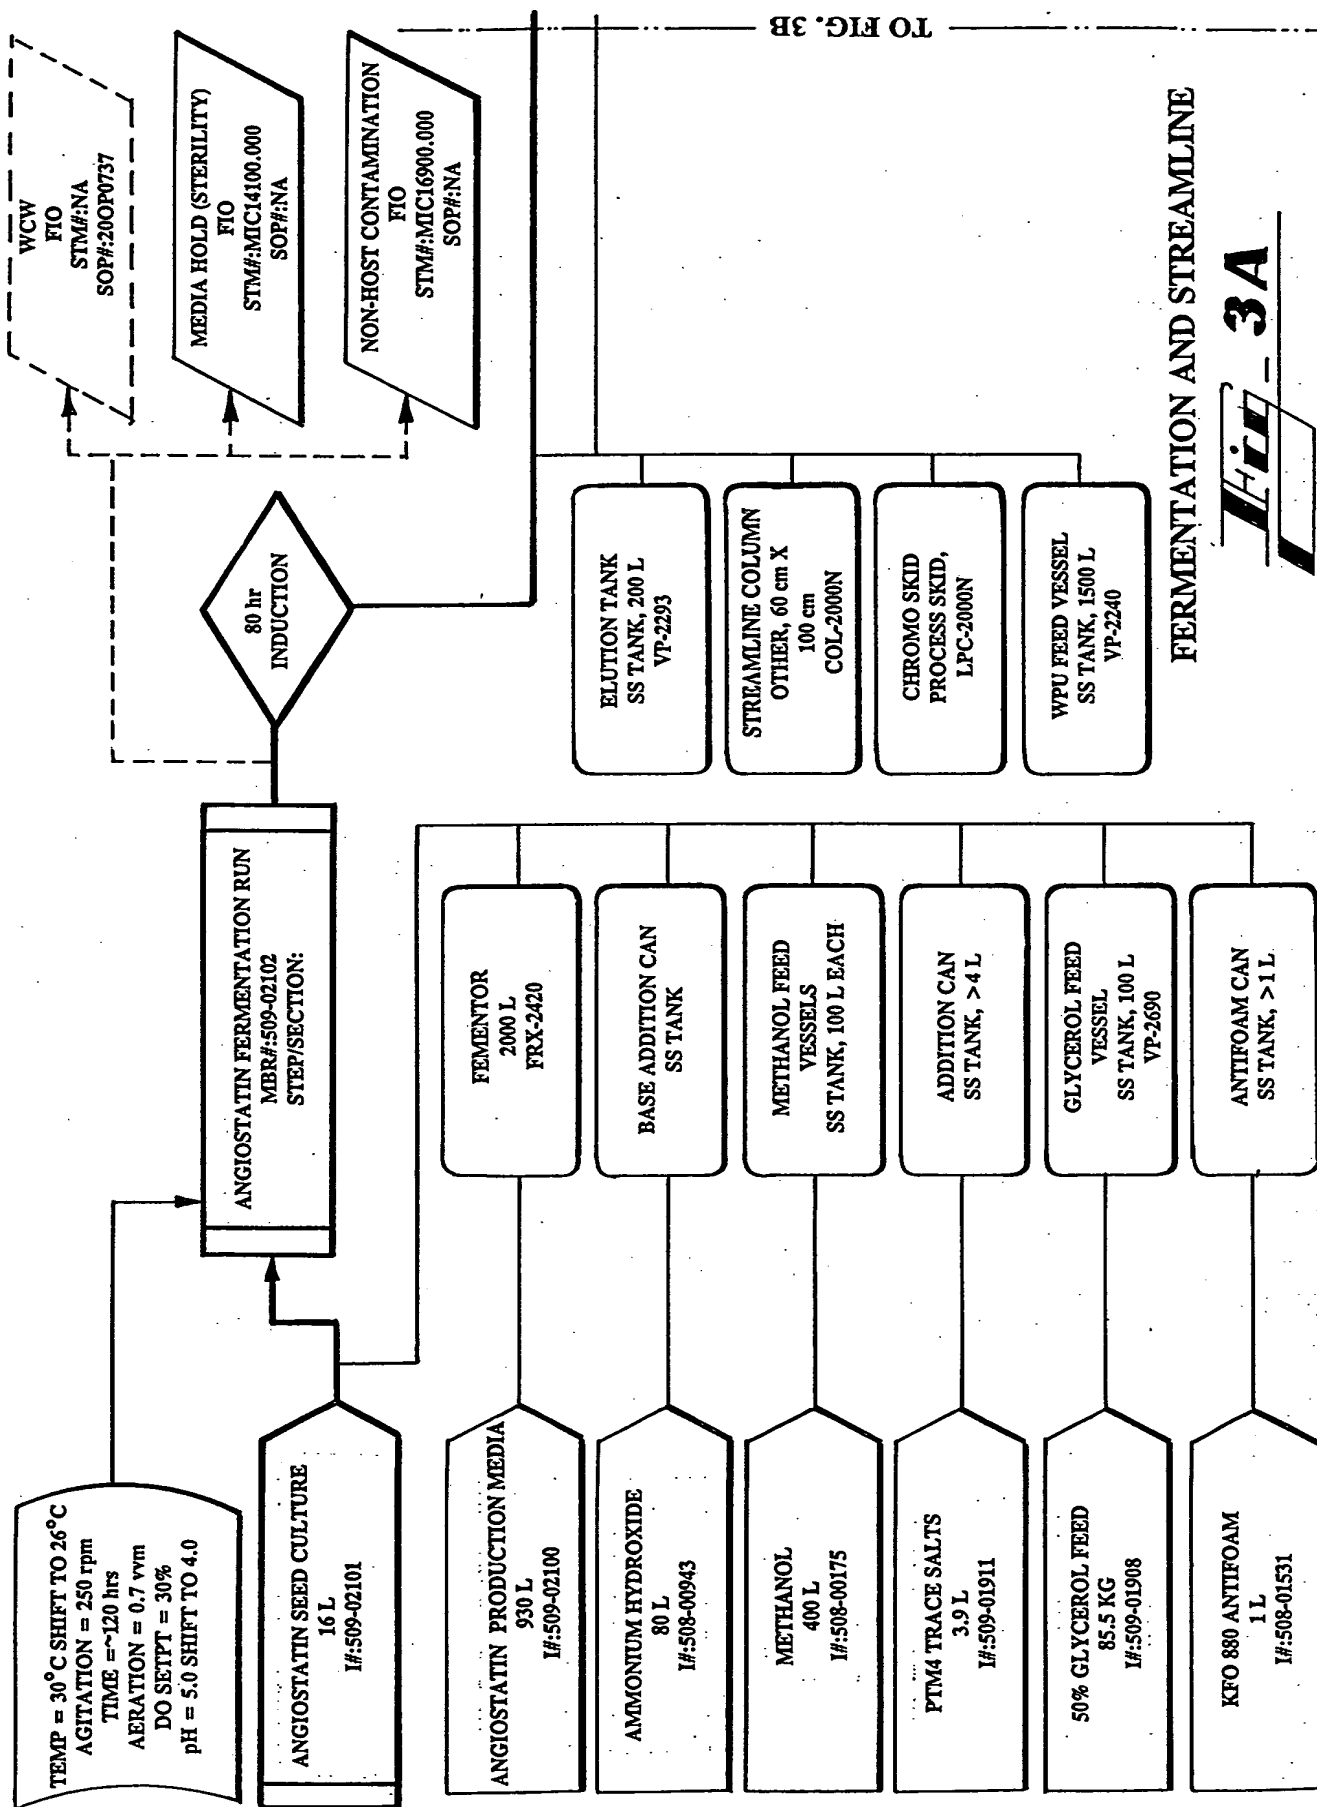 TEMP = 30°C SHIFT TO 26°C
AGITATION = 250 rpm
TIME =~120 hrs
AERATION = 0.7 vvm
DO SETPT = 30%
pH = 5.0 SHIFT TO 4.0
ANGIOSTATIN SEED CULTURE
16 L
I#:509-02101
ANGIOSTATIN FERMENTATION RUN
MBR#:509-02102
STEP/SECTION:
80 hr
INDUCTION
WCW
FIO
STM#:NA
SOP#:20OP0737
MEDIA HOLD (STERILITY)
FIO
STM#:MIC14100.000
SOP#:NA
NON-HOST CONTAMINATION
FIO
STM#:MIC16900.000
SOP#:NA
ANGIOSTATIN PRODUCTION MEDIA
930 L
I#:509-02100
FEMENTOR
2000 L
FRX-2420
AMMONIUM HYDROXIDE
80 L
I#:508-00943
BASE ADDITION CAN
SS TANK
METHANOL
400 L
I#:508-00175
METHANOL FEED
VESSELS
SS TANK, 100 L EACH
PTM4 TRACE SALTS
3.9 L
I#:509-01911
ADDITION CAN
SS TANK, > 4 L
50% GLYCEROL FEED
85.5 KG
I#:509-01908
GLYCEROL FEED
VESSEL
SS TANK, 100 L
VP-2690
KFO 880 ANTIFOAM
1 L
I#:508-01531
ANTIFOAM CAN
SS TANK, > 1 L
ELUTION TANK
SS TANK, 200 L
VP-2293
STREAMLINE COLUMN
OTHER, 60 cm X
100 cm
COL-2000N
CHROMO SKID
PROCESS SKID,
LPC-2000N
WPU FEED VESSEL
SS TANK, 1500 L
VP-2240
TO FIG. 3B
FERMENTATION AND STREAMLINE
Fig_3A